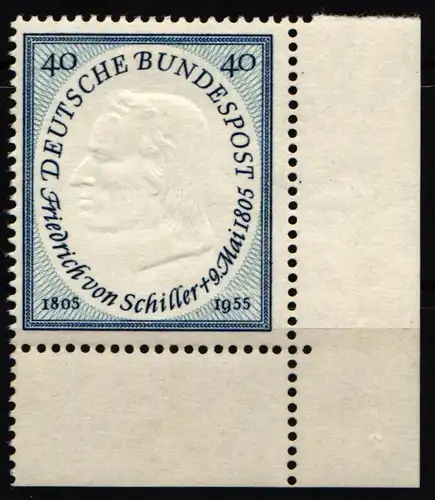 40 40
DEUTSCHE BUNDESPOST
Friedrich von Schiller + 9. Mai 1805
1805 1955